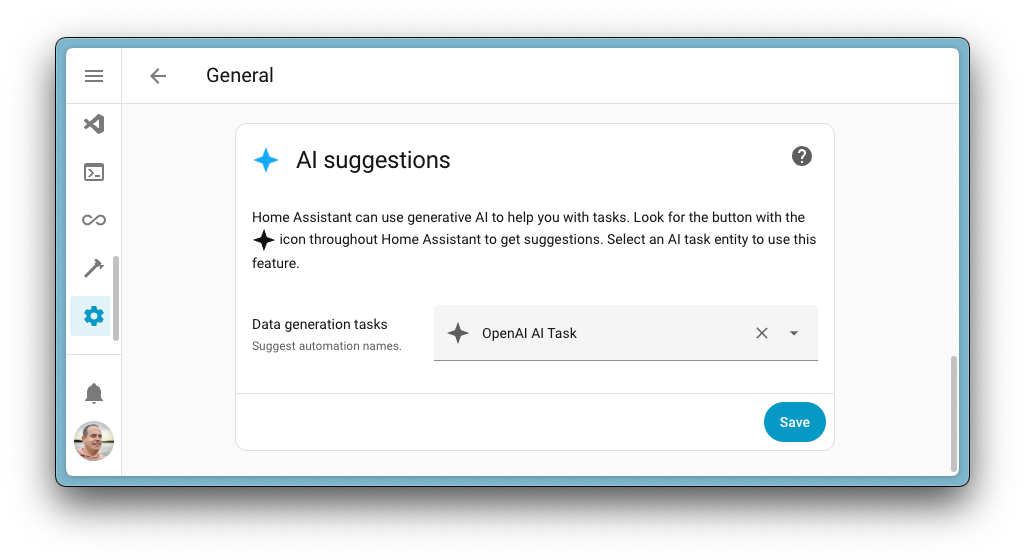 General
AI suggestions
Home Assistant can use generative AI to help you with tasks. Look for the button with the
icon throughout Home Assistant to get suggestions. Select an AI task entity to use this
feature.
Data generation tasks
Suggest automation names.
OpenAI AI Task
Save